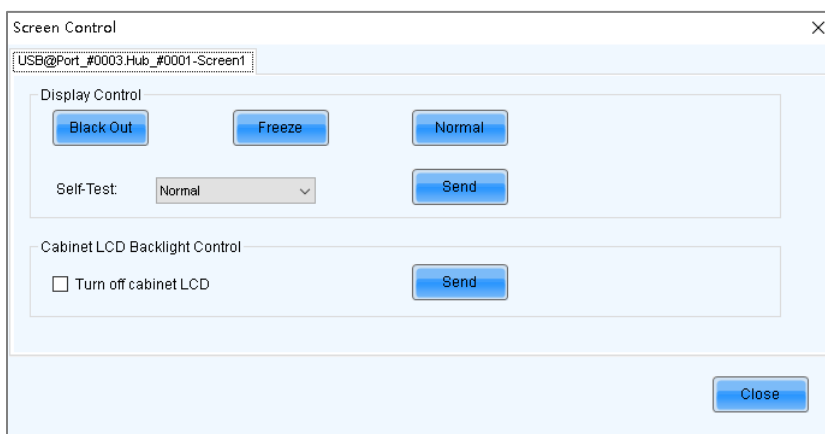 Screen Control
USB@Port_#0003.Hub_#0001-Screen1
Display Control
Black Out Freeze Normal
Self-Test: Normal Send
Cabinet LCD Backlight Control
Turn off cabinet LCD Send
Close